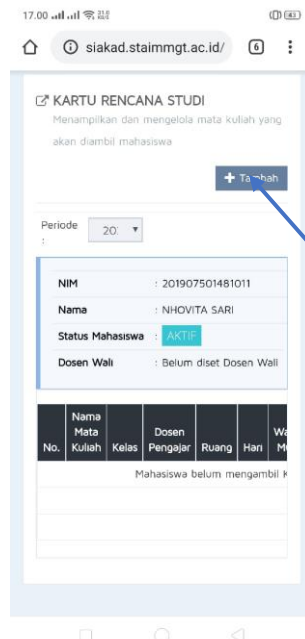 17.00
siakad.staimmgt.ac.id/ 6
KARTU RENCANA STUDI
Menampilkan dan mengelola mata kuliah yang
akan diambil mahasiswa
+ Tambah
Periode
:
20:
NIM : 201907501481011
Nama : NHOVITA SARI
Status Mahasiswa : AKTIF
Dosen Wali : Belum diset Dosen Wali
No. Nama Mata Kuliah Kelas Dosen Pengajar Ruang Hari
Mahasiswa belum mengambil K